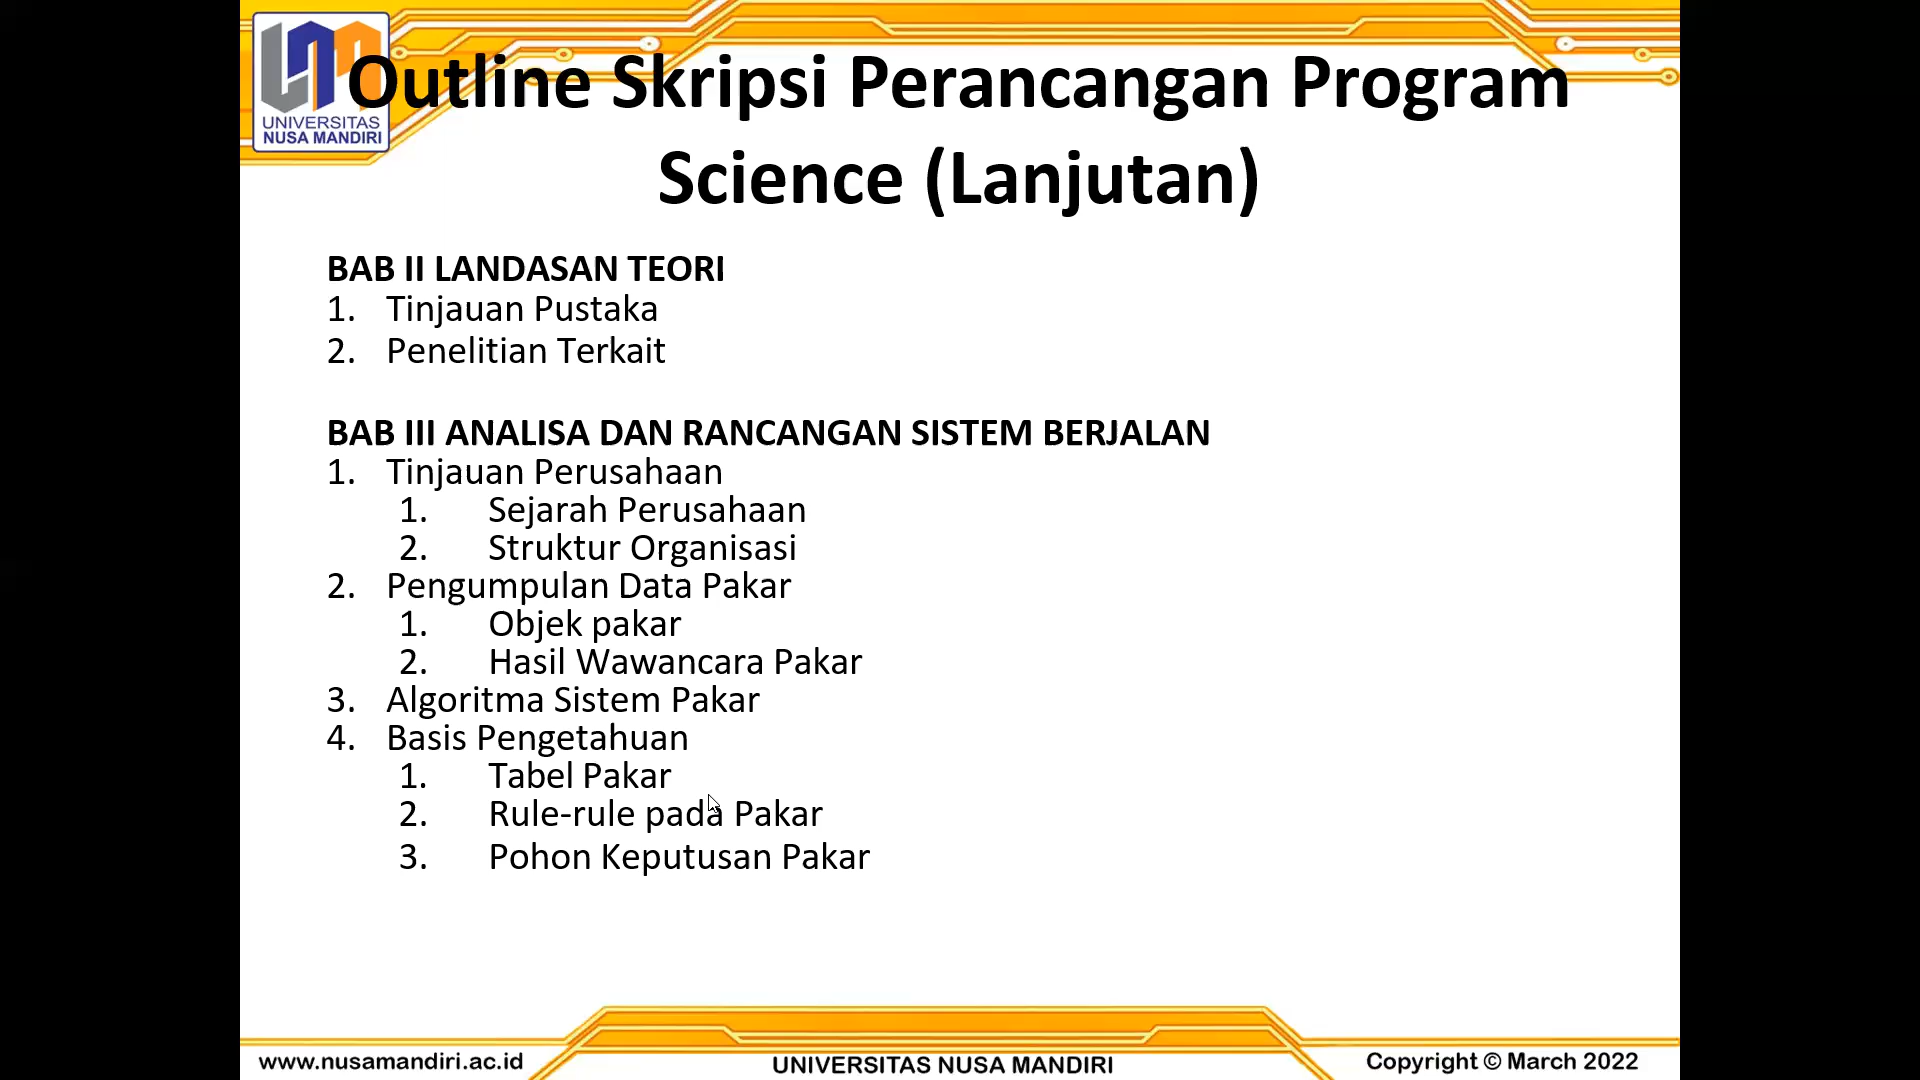 UNIVERSITAS
NUSA MANDIRI
Outline Skripsi Perancangan Program
Science (Lanjutan)
BAB II LANDASAN TEORI
1. Tinjauan Pustaka
2. Penelitian Terkait
BAB III ANALISA DAN RANCANGAN SISTEM BERJALAN
1. Tinjauan Perusahaan
1. Sejarah Perusahaan
2. Struktur Organisasi
2. Pengumpulan Data Pakar
1. Objek pakar
2. Hasil Wawancara Pakar
3. Algoritma Sistem Pakar
4. Basis Pengetahuan
1. Tabel Pakar
2. Rule-rule pada Pakar
3. Pohon Keputusan Pakar
www.nusamandiri.ac.id
UNIVERSITAS NUSA MANDIRI
Copyright © March 2022